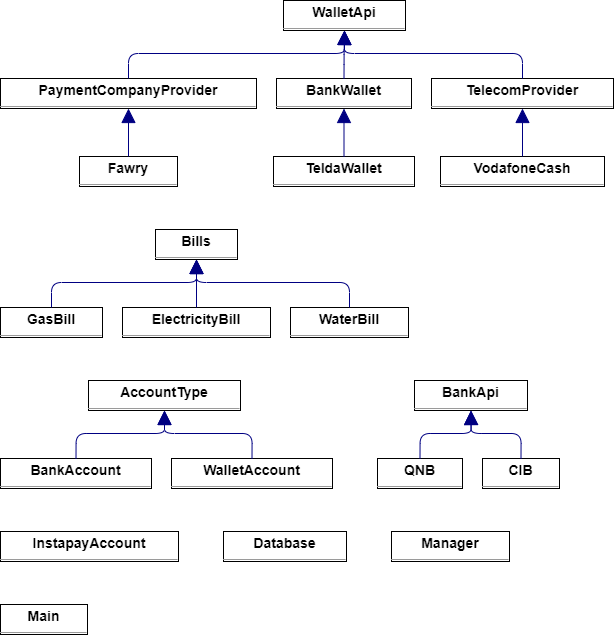 WalletApi
PaymentCompanyProvider
BankWallet
TelecomProvider
Fawry
TeldaWallet
VodafoneCash
Bills
GasBill
ElectricityBill
WaterBill
AccountType
BankApi
BankAccount
WalletAccount
QNB
CIB
InstapayAccount
Database
Manager
Main